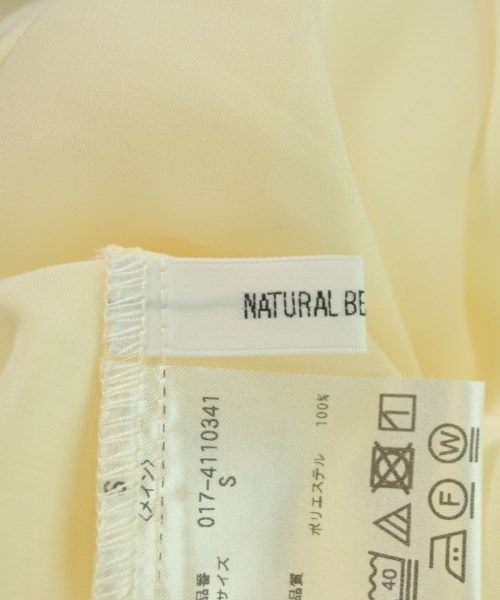 NATURAL BE
S
〈メイン〉
品番 017-4110341
サイズ S
品質 ポリエステル 100%
40
F
W